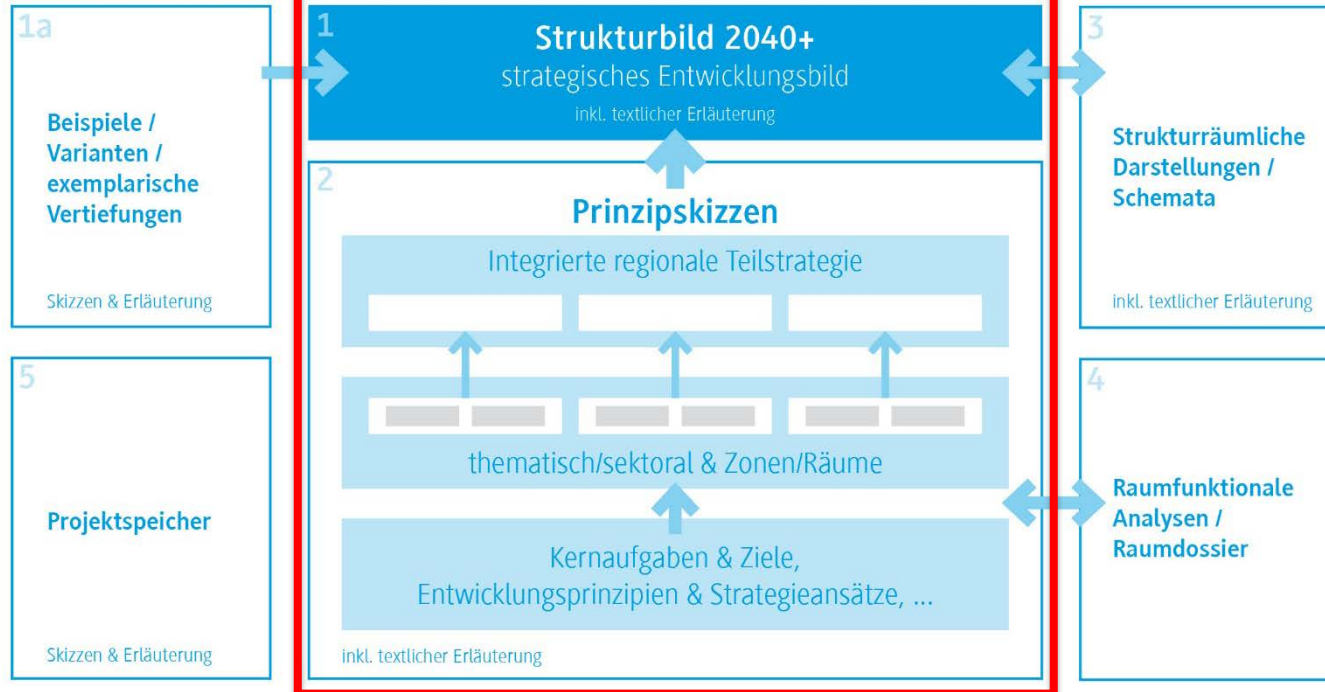 1a
Beispiele /
Varianten /
exemplarische
Vertiefungen
Skizzen & Erläuterung
1
Strukturbild 2040+
strategisches Entwicklungsbild
inkl. textlicher Erläuterung
3
Strukturräumliche
Darstellungen /
Schemata
inkl. textlicher Erläuterung
2
Prinzipskizzen
Integrierte regionale Teilstrategie
thematisch/sektoral & Zonen/Räume
Kernaufgaben & Ziele,
Entwicklungsprinzipien & Strategieansätze, ...
inkl. textlicher Erläuterung
5
Projektspeicher
Skizzen & Erläuterung
4
Raumfunktionale
Analysen /
Raumdossier